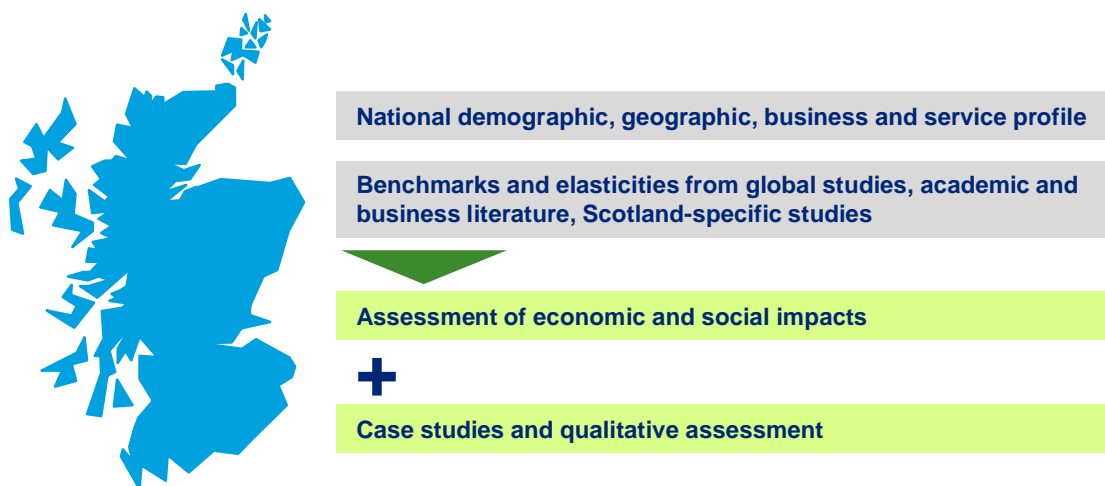 National demographic, geographic, business and service profile
Benchmarks and elasticities from global studies, academic and
business literature, Scotland-specific studies
Assessment of economic and social impacts
+
Case studies and qualitative assessment